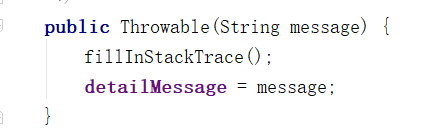 public Throwable(String message) {
fillInStackTrace();
detailMessage = message;
}